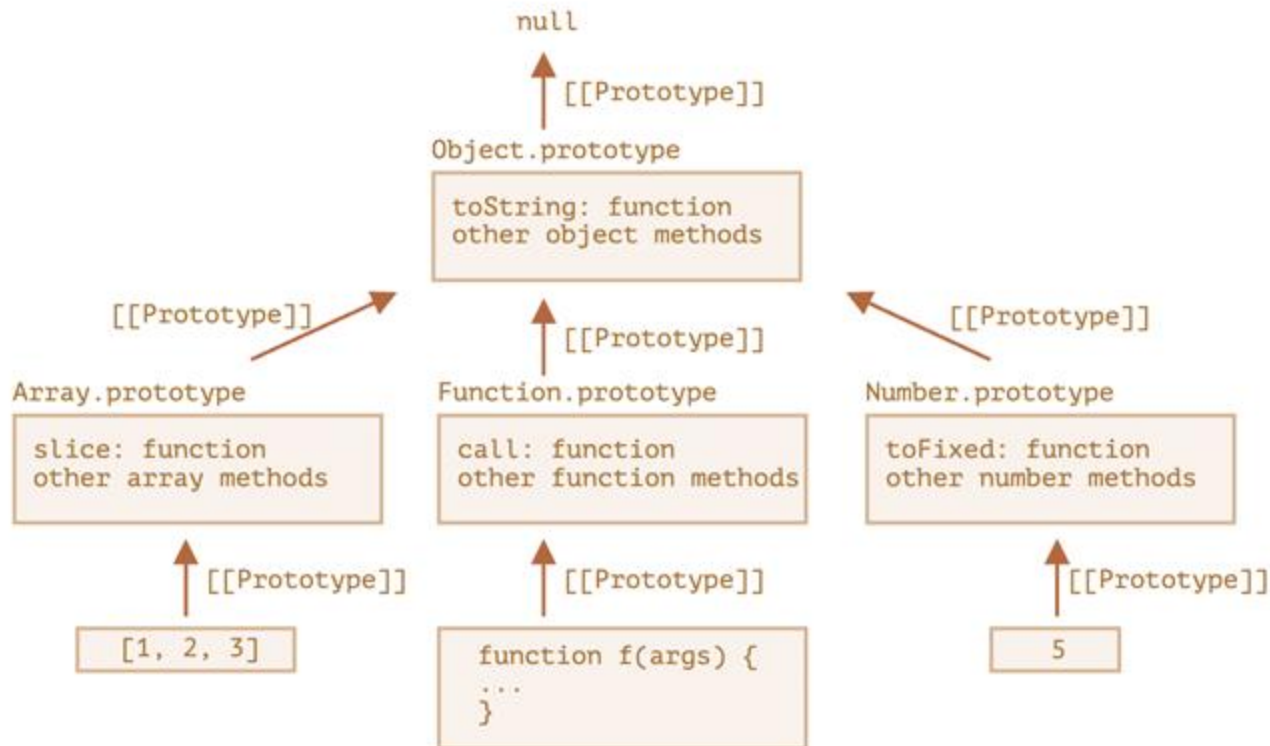 null
[[Prototype]]
Object.prototype
toString: function
other object methods
[[Prototype]]
[[Prototype]]
[[Prototype]]
Array.prototype
slice: function
other array methods
Function.prototype
call: function
other function methods
Number.prototype
toFixed: function
other number methods
[[Prototype]]
[[Prototype]]
[[Prototype]]
[1, 2, 3]
function f(args) {
...
}
5